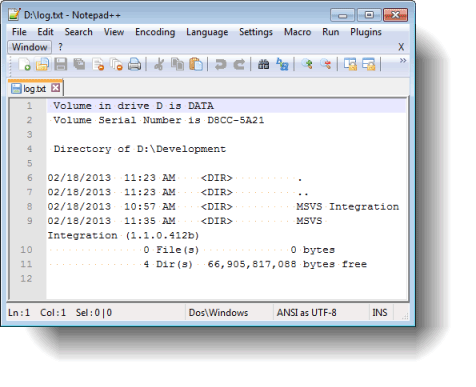 D:\log.txt - Notepad++
File Edit Search View Encoding Language Settings Macro Run Plugins
Window ? X
log.txt
1 Volume in drive D is DATA
2 Volume Serial Number is D8CC-5A21
3
4 Directory of D:\Development
5
6 02/18/2013 11:23 AM <DIR> .
7 02/18/2013 11:23 AM <DIR> ..
8 02/18/2013 10:57 AM <DIR> MSVS Integration
9 02/18/2013 11:35 AM <DIR> MSVS
Integration (1.1.0.412b)
10 0 File(s) 0 bytes
11 4 Dir(s) 66,905,817,088 bytes free
12
Ln:1 Col:1 Sel:0|0 Dos\Windows ANSI as UTF-8 INS